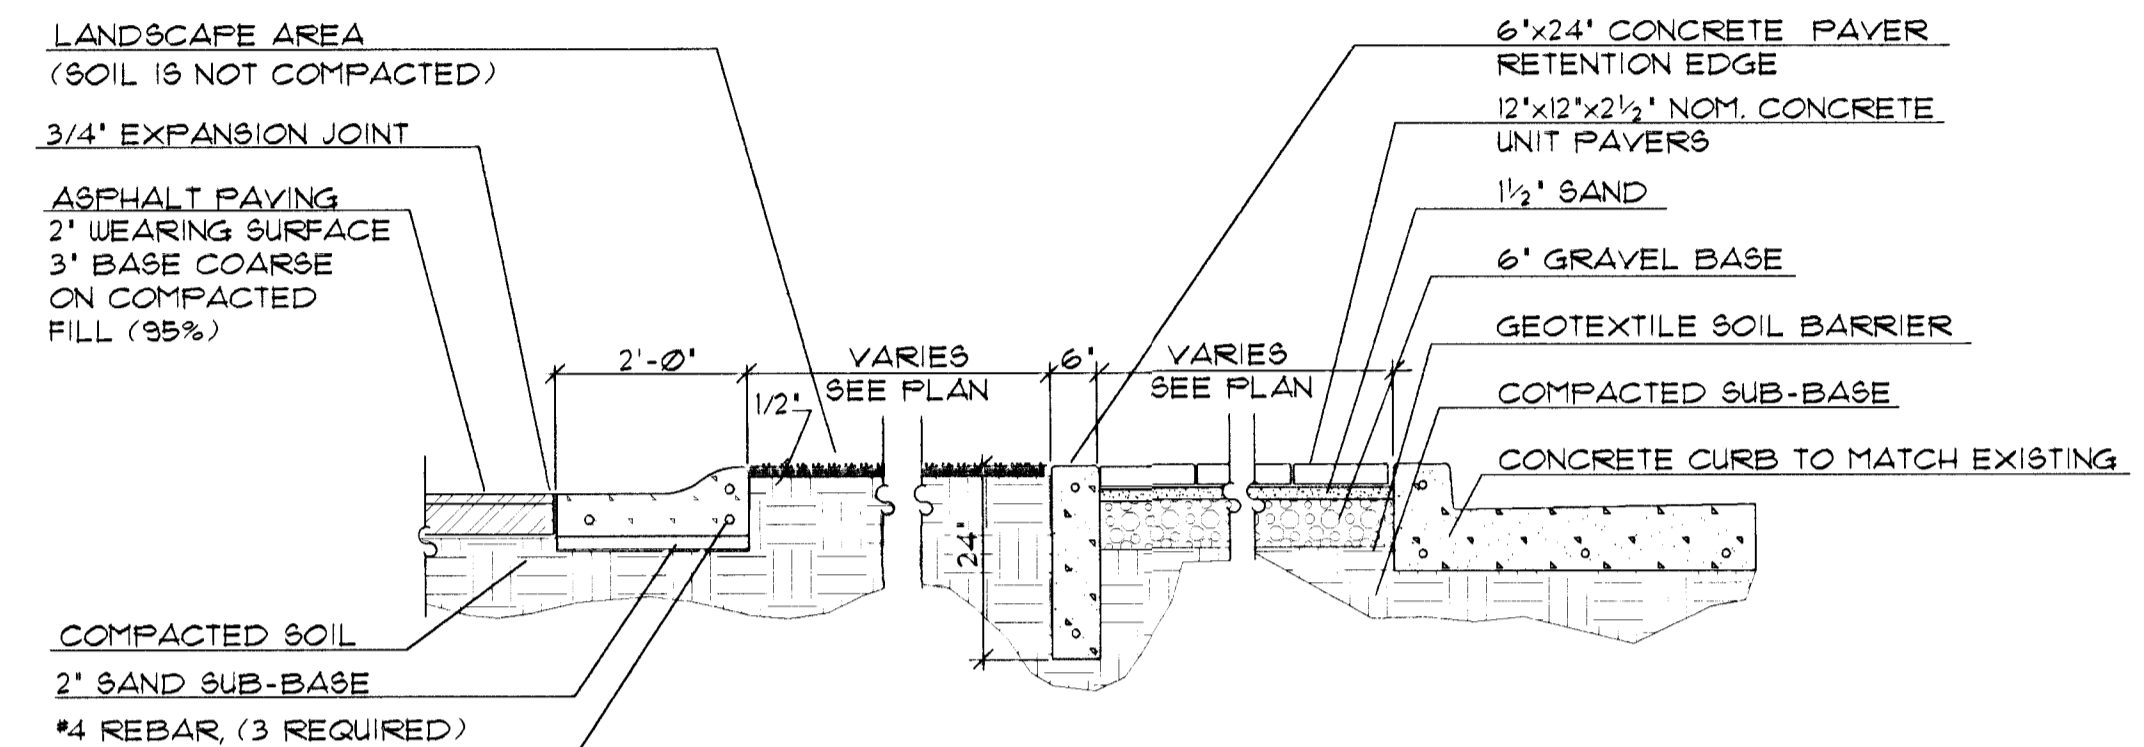 LANDSCAPE AREA
(SOIL IS NOT COMPACTED)
3/4" EXPANSION JOINT
ASPHALT PAVING
2" WEARING SURFACE
3" BASE COARSE
ON COMPACTED
FILL (95%)
2'-0"
VARIES
SEE PLAN
1/2"
6"
VARIES
SEE PLAN
24"
6"x24" CONCRETE PAVER
RETENTION EDGE
12"x12"x2½" NOM. CONCRETE
UNIT PAVERS
1½" SAND
6" GRAVEL BASE
GEOTEXTILE SOIL BARRIER
COMPACTED SUB-BASE
CONCRETE CURB TO MATCH EXISTING
COMPACTED SOIL
2" SAND SUB-BASE
#4 REBAR, (3 REQUIRED)